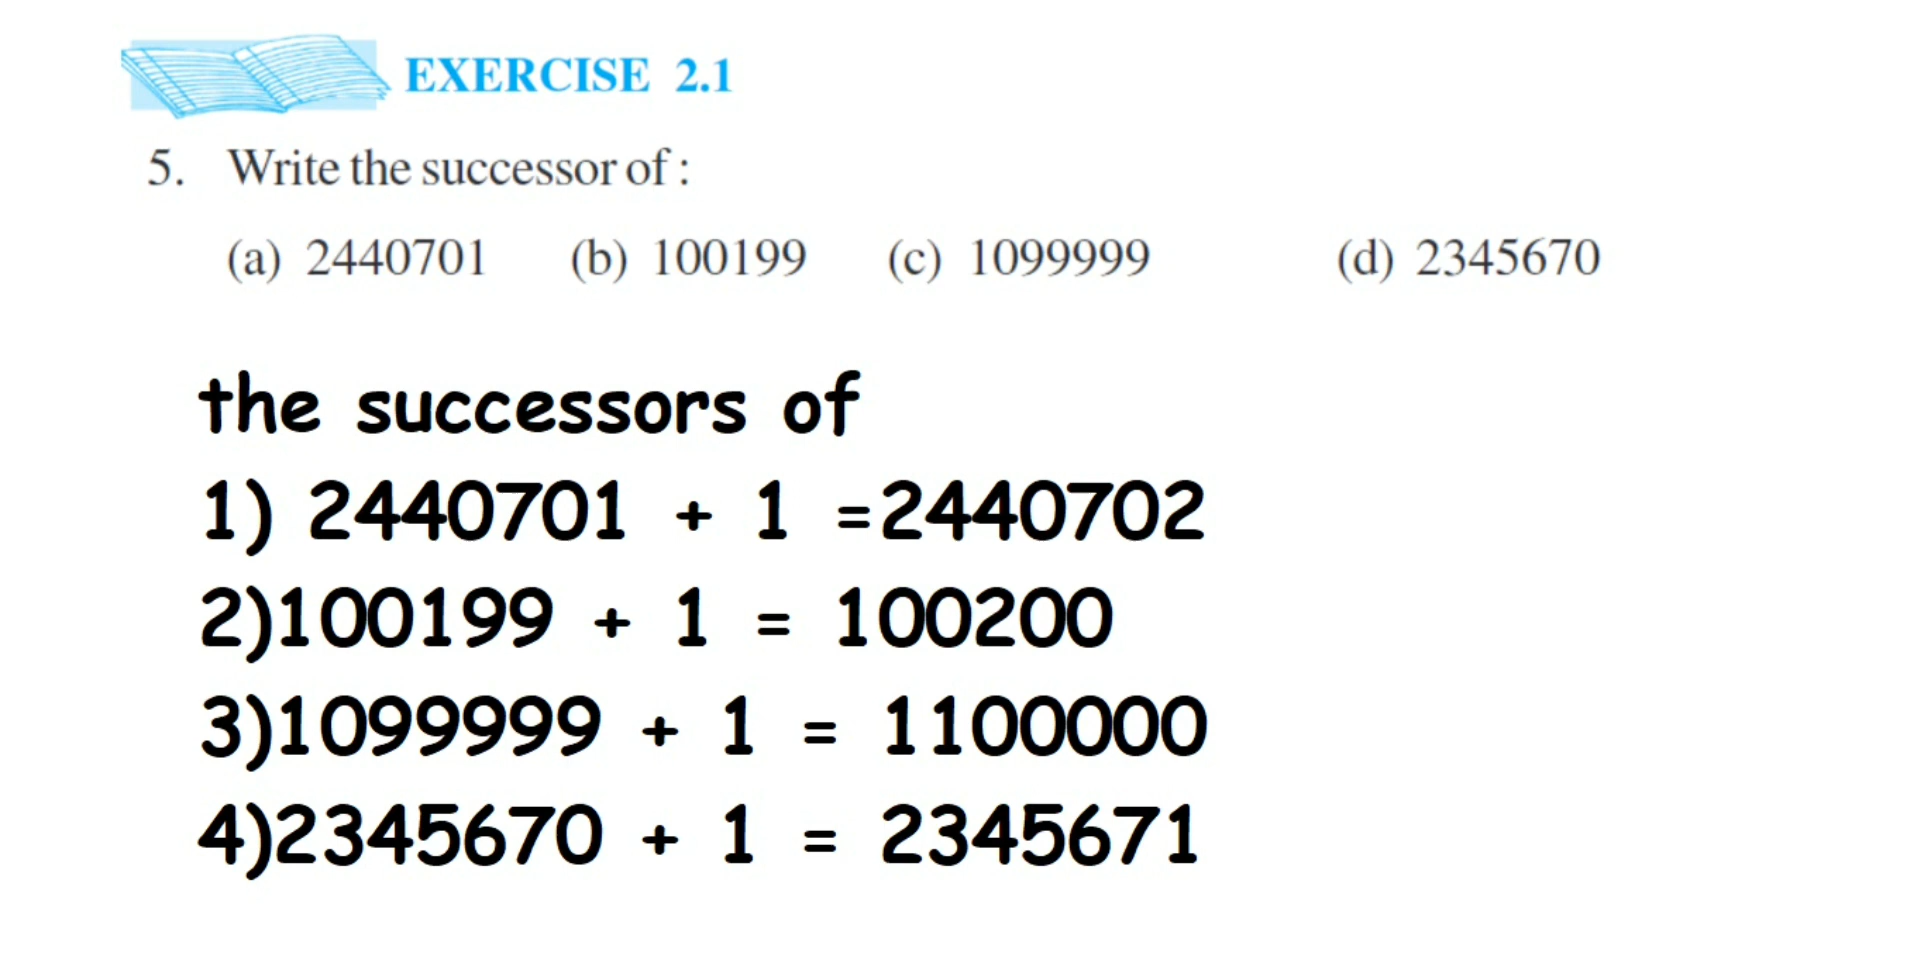 EXERCISE 2.1
5. Write the successor of :
(a) 2440701 (b) 100199 (c) 1099999 (d) 2345670
the successors of
1) 2440701 + 1 =2440702
2)100199 + 1 = 100200
3)1099999 + 1 = 1100000
4)2345670 + 1 = 2345671